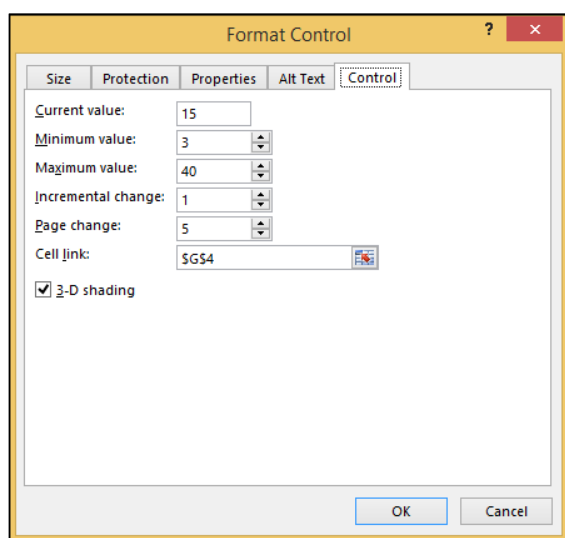 Format Control
?
×
Size Protection Properties Alt Text Control
Current value: 15
Minimum value: 3
Maximum value: 40
Incremental change: 1
Page change: 5
Cell link: $G$4
3-D shading
OK Cancel